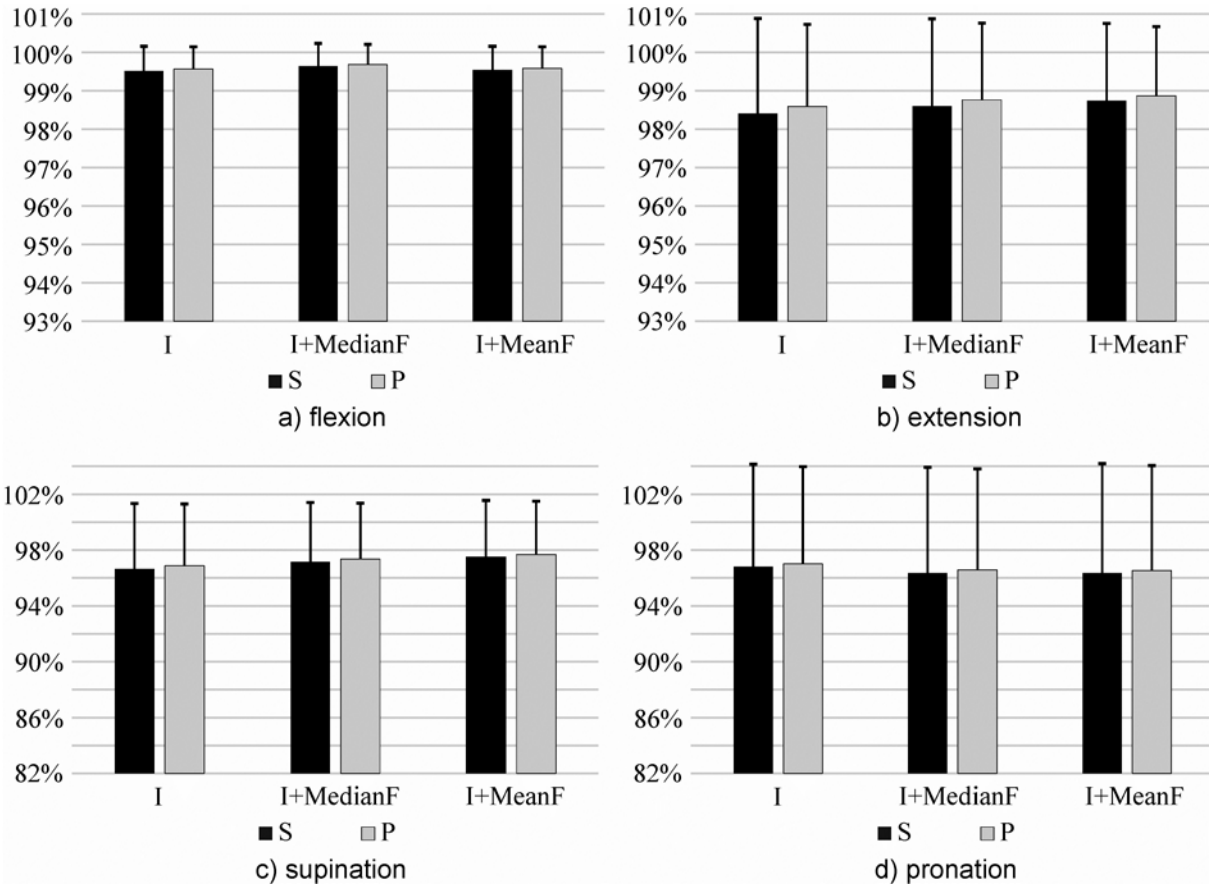 101%
100%
99%
98%
97%
96%
95%
94%
93%
I I+MedianF I+MeanF
S P
a) flexion
101%
100%
99%
98%
97%
96%
95%
94%
93%
I I+MedianF I+MeanF
S P
b) extension
102%
98%
94%
90%
86%
82%
I I+MedianF I+MeanF
S P
c) supination
102%
98%
94%
90%
86%
82%
I I+MedianF I+MeanF
S P
d) pronation